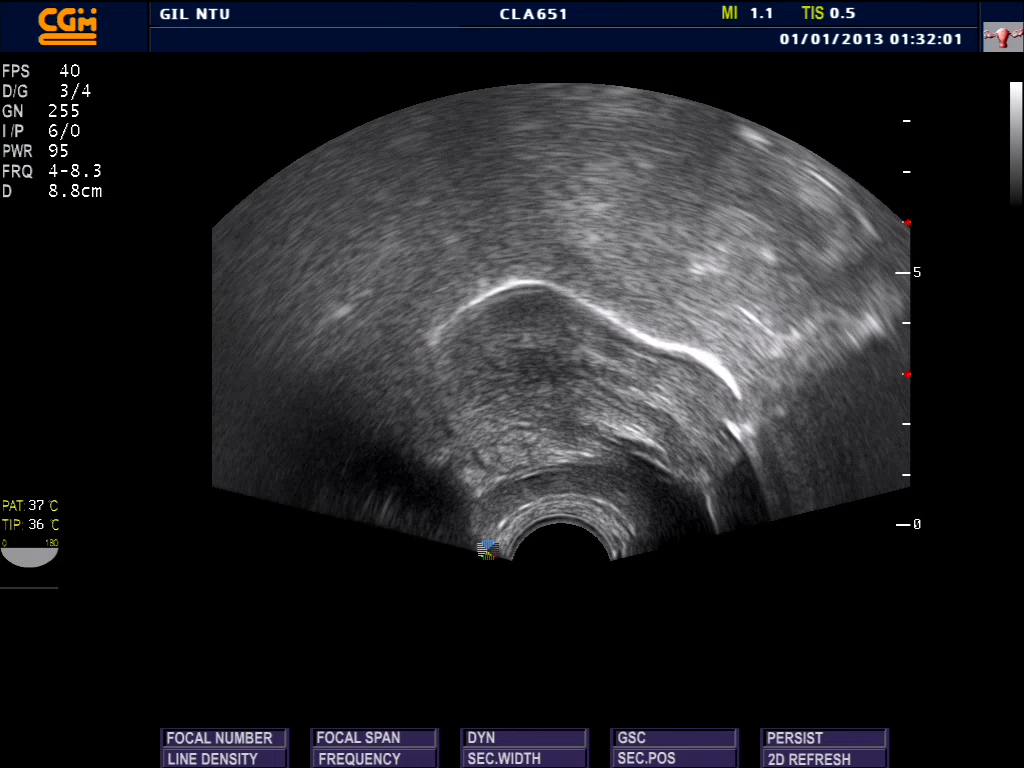 CGM
GIL NTU CLA651 MI 1.1 TIS 0.5
01/01/2013 01:32:01
FPS 40
D/G 3/4
GN 255
I/P 6/0
PWR 95
FRQ 4-8.3
D 8.8cm
5
PAT: 37 °C
TIP: 36 °C
0 180
0
FOCAL NUMBER FOCAL SPAN DYN GSC PERSIST
LINE DENSITY FREQUENCY SEC.WIDTH SEC.POS 2D REFRESH